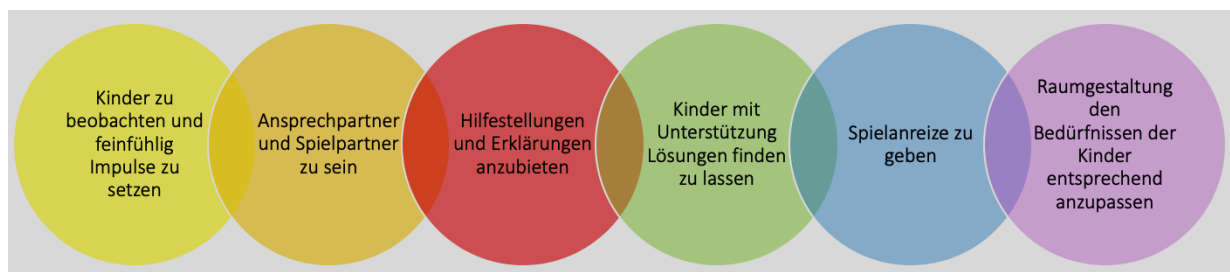 Kinder zu
beobachten und
feinfühlig
Impulse zu
setzen
Ansprechpartner
und Spielpartner
zu sein
Hilfestellungen
und Erklärungen
anzubieten
Kinder mit
Unterstützung
Lösungen finden
zu lassen
Spielanreize zu
geben
Raumgestaltung
den
Bedürfnissen der
Kinder
entsprechend
anzupassen